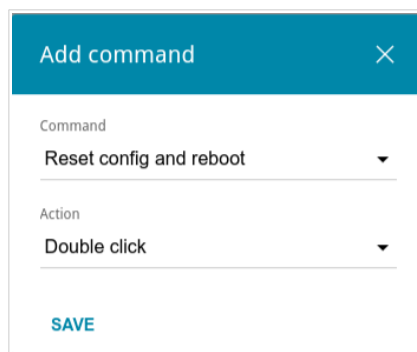 Add command
Command
Reset config and reboot
Action
Double click
SAVE